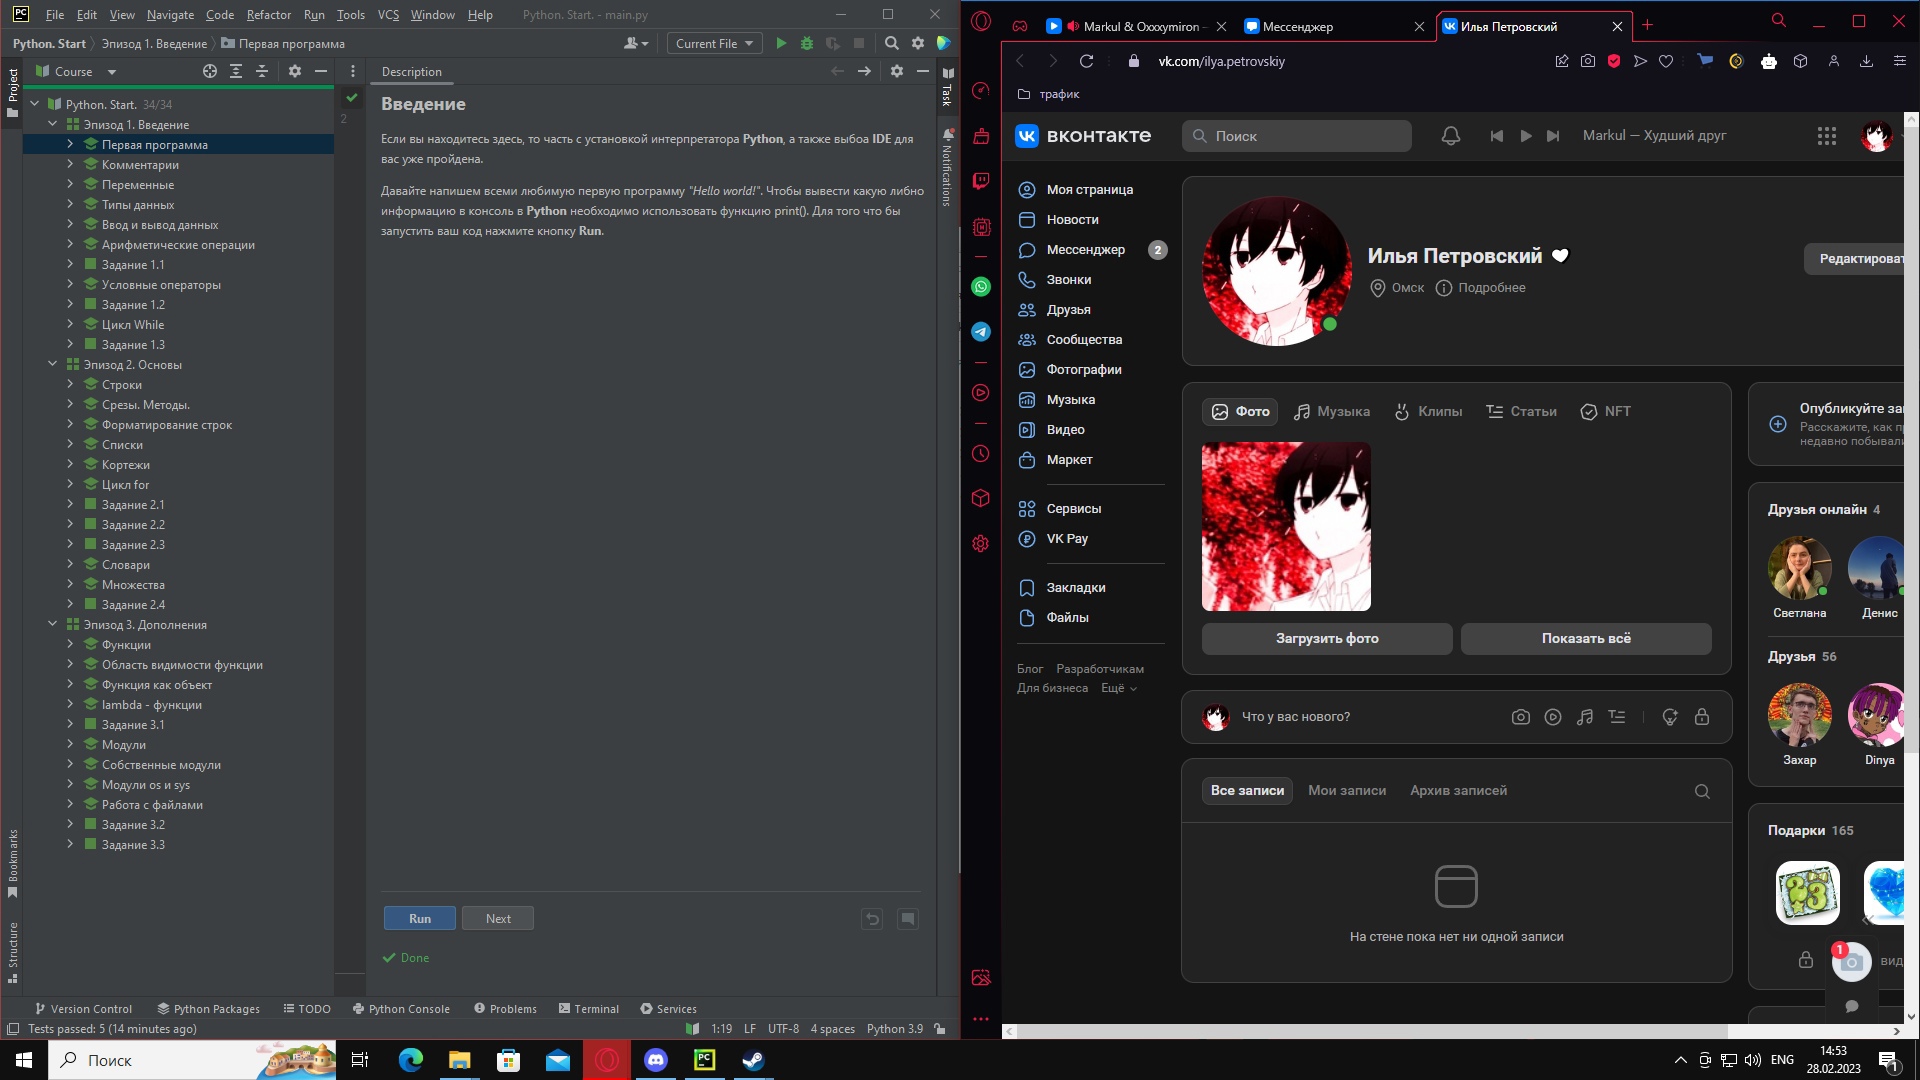 PC File Edit View Navigate Code Refactor Run Tools VCS Window Help Python. Start. - main.py
Python. Start Эпизод 1. Введение Первая программа Current File
Project
Course
Python. Start. 34/34
Эпизод 1. Введение
Первая программа
Комментарии
Переменные
Типы данных
Ввод и вывод данных
Арифметические операции
Задание 1.1
Условные операторы
Задание 1.2
Цикл While
Задание 1.3
Эпизод 2. Основы
Строки
Срезы. Методы.
Форматирование строк
Списки
Кортежи
Цикл for
Задание 2.1
Задание 2.2
Задание 2.3
Словари
Множества
Задание 2.4
Эпизод 3. Дополнения
Функции
Область видимости функции
Функция как объект
lambda - функции
Задание 3.1
Модули
Собственные модули
Модули os и sys
Работа с файлами
Задание 3.2
Задание 3.3
Bookmarks
Structure
2
Description
Введение
Если вы находитесь здесь, то часть с установкой интерпретатора Python, а также выбоа IDE для
вас уже пройдена.
Давайте напишем всеми любимую первую программу "Hello world!". Чтобы вывести какую либно
информацию в консоль в Python необходимо использовать функцию print(). Для того что бы
запустить ваш код нажмите кнопку Run.
Run Next
Done
Task
Notifications
Version Control Python Packages TODO Python Console Problems Terminal Services
Tests passed: 5 (14 minutes ago) 1:19 LF UTF-8 4 spaces Python 3.9
Markul & Oxxxymiron – Мессенджер Илья Петровский
vk.com/ilya.petrovskiy
трафик
вконтакте Поиск Markul — Худший друг
Моя страница
Новости
Мессенджер 2
Звонки
Друзья
Сообщества
Фотографии
Музыка
Видео
Маркет
Сервисы
VK Pay
Закладки
Файлы
Блог Разработчикам
Для бизнеса Ещё
Илья Петровский
Омск Подробнее
Редактироват
Фото Музыка Клипы Статьи NFT
Загрузить фото Показать всё
Что у вас нового?
Все записи Мои записи Архив записей
На стене пока нет ни одной записи
Опубликуйте за
Расскажите, как п
недавно побывали
Друзья онлайн 4
Светлана Денис
Друзья 56
Захар Dinya
Подарки 165
23
1
вид
Поиск
PC
ENG
14:53
28.02.2023
1